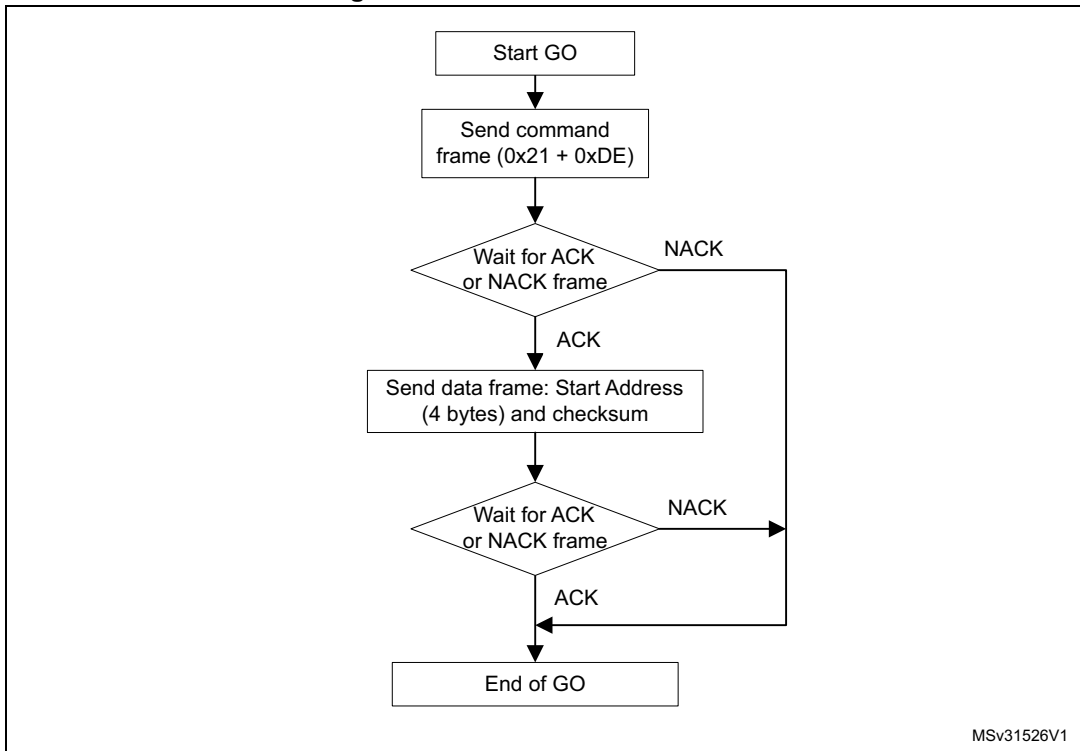 Start GO
Send command
frame (0x21 + 0xDE)
Wait for ACK
or NACK frame
NACK
ACK
Send data frame: Start Address
(4 bytes) and checksum
Wait for ACK
or NACK frame
NACK
ACK
End of GO
MSv31526V1